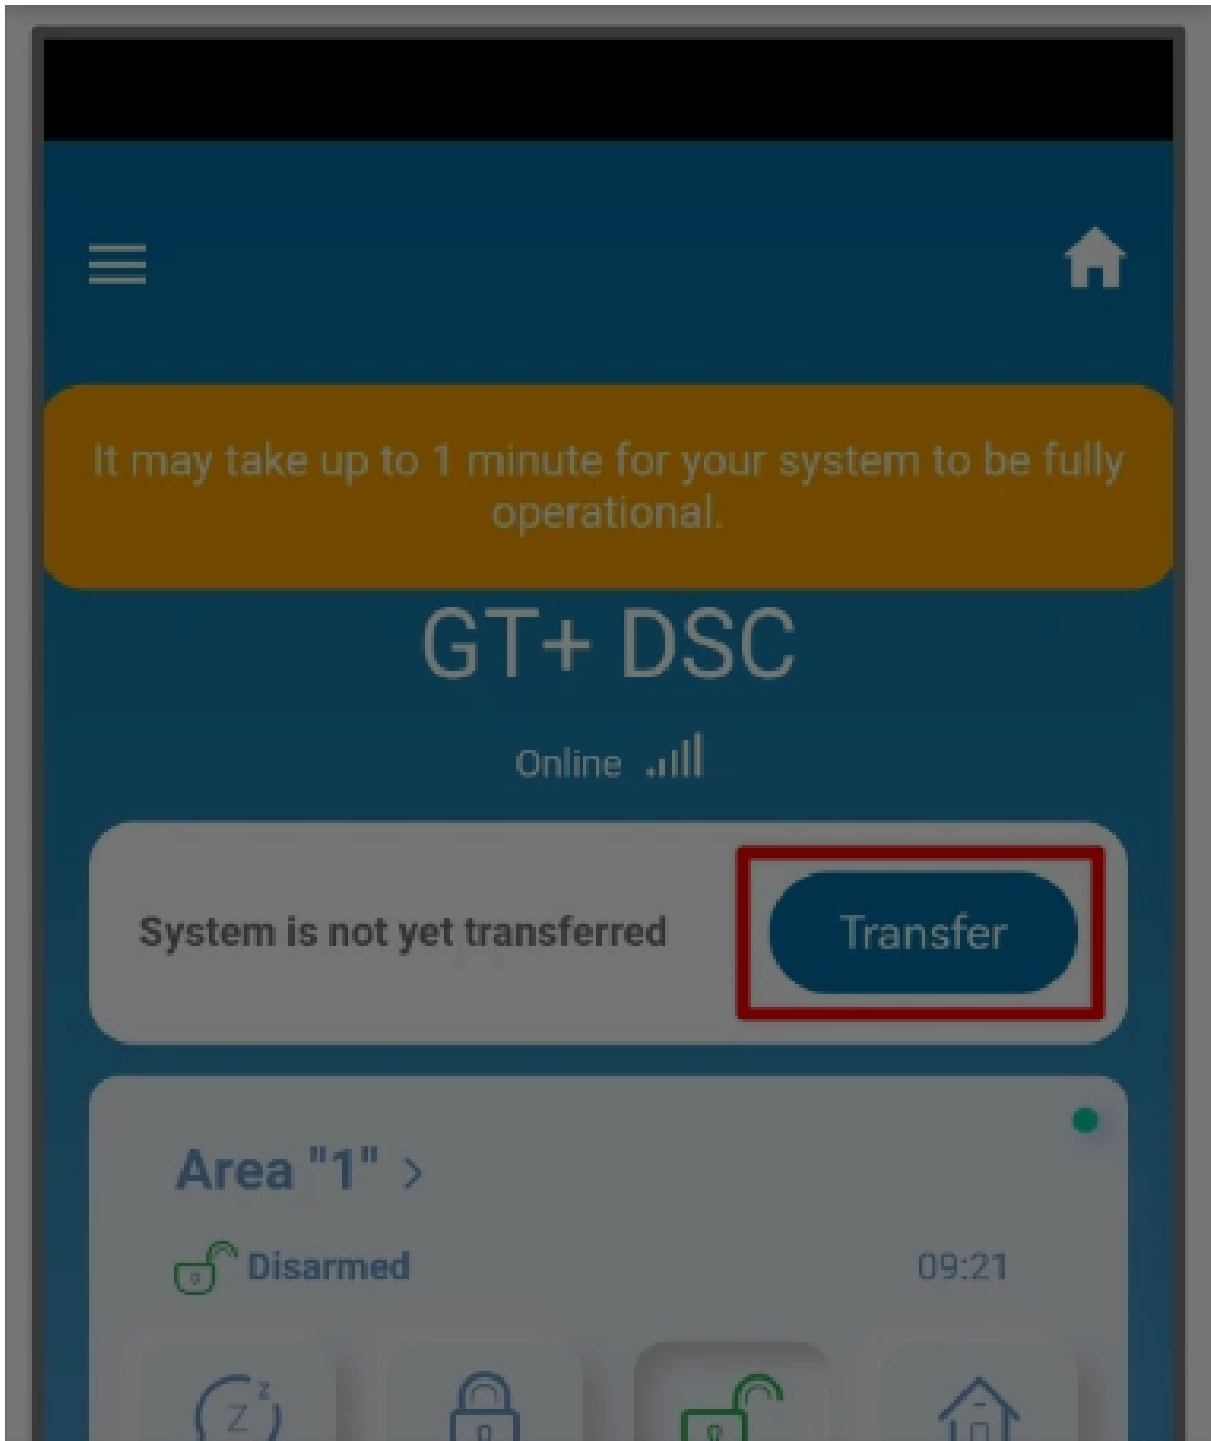 It may take up to 1 minute for your system to be fully
operational.
GT+ DSC
Online
System is not yet transferred
Transfer
Area "1" >
Disarmed
09:21